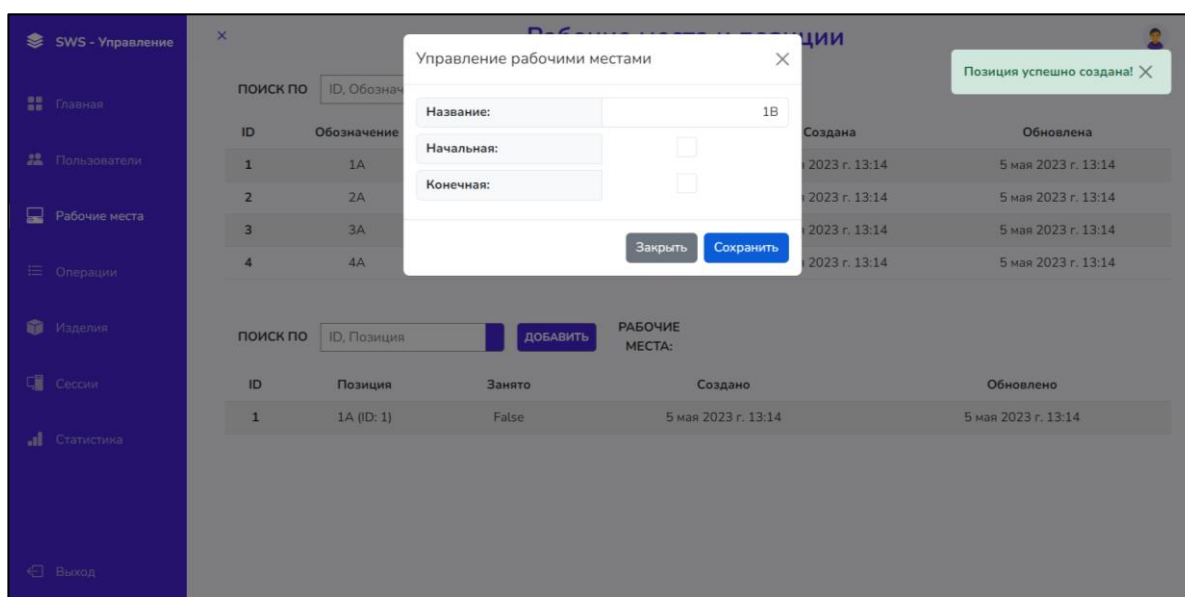 SWS - Управление
Главная
Пользователи
Рабочие места
Операции
Изделия
Сессии
Статистика
Выход
Управление рабочими местами
Название: 1B
Начальная:
Конечная:
Закрыть Сохранить
Позиция успешно создана!
ПОИСК ПО ID, Обознач
ID Обозначение Создана Обновлена
1 1A 2023 г. 13:14 5 мая 2023 г. 13:14
2 2A 2023 г. 13:14 5 мая 2023 г. 13:14
3 3A 2023 г. 13:14 5 мая 2023 г. 13:14
4 4A 2023 г. 13:14 5 мая 2023 г. 13:14
ПОИСК ПО ID, Позиция ДОБАВИТЬ РАБОЧИЕ
МЕСТА:
ID Позиция Занято Создано Обновлено
1 1A (ID: 1) False 5 мая 2023 г. 13:14 5 мая 2023 г. 13:14